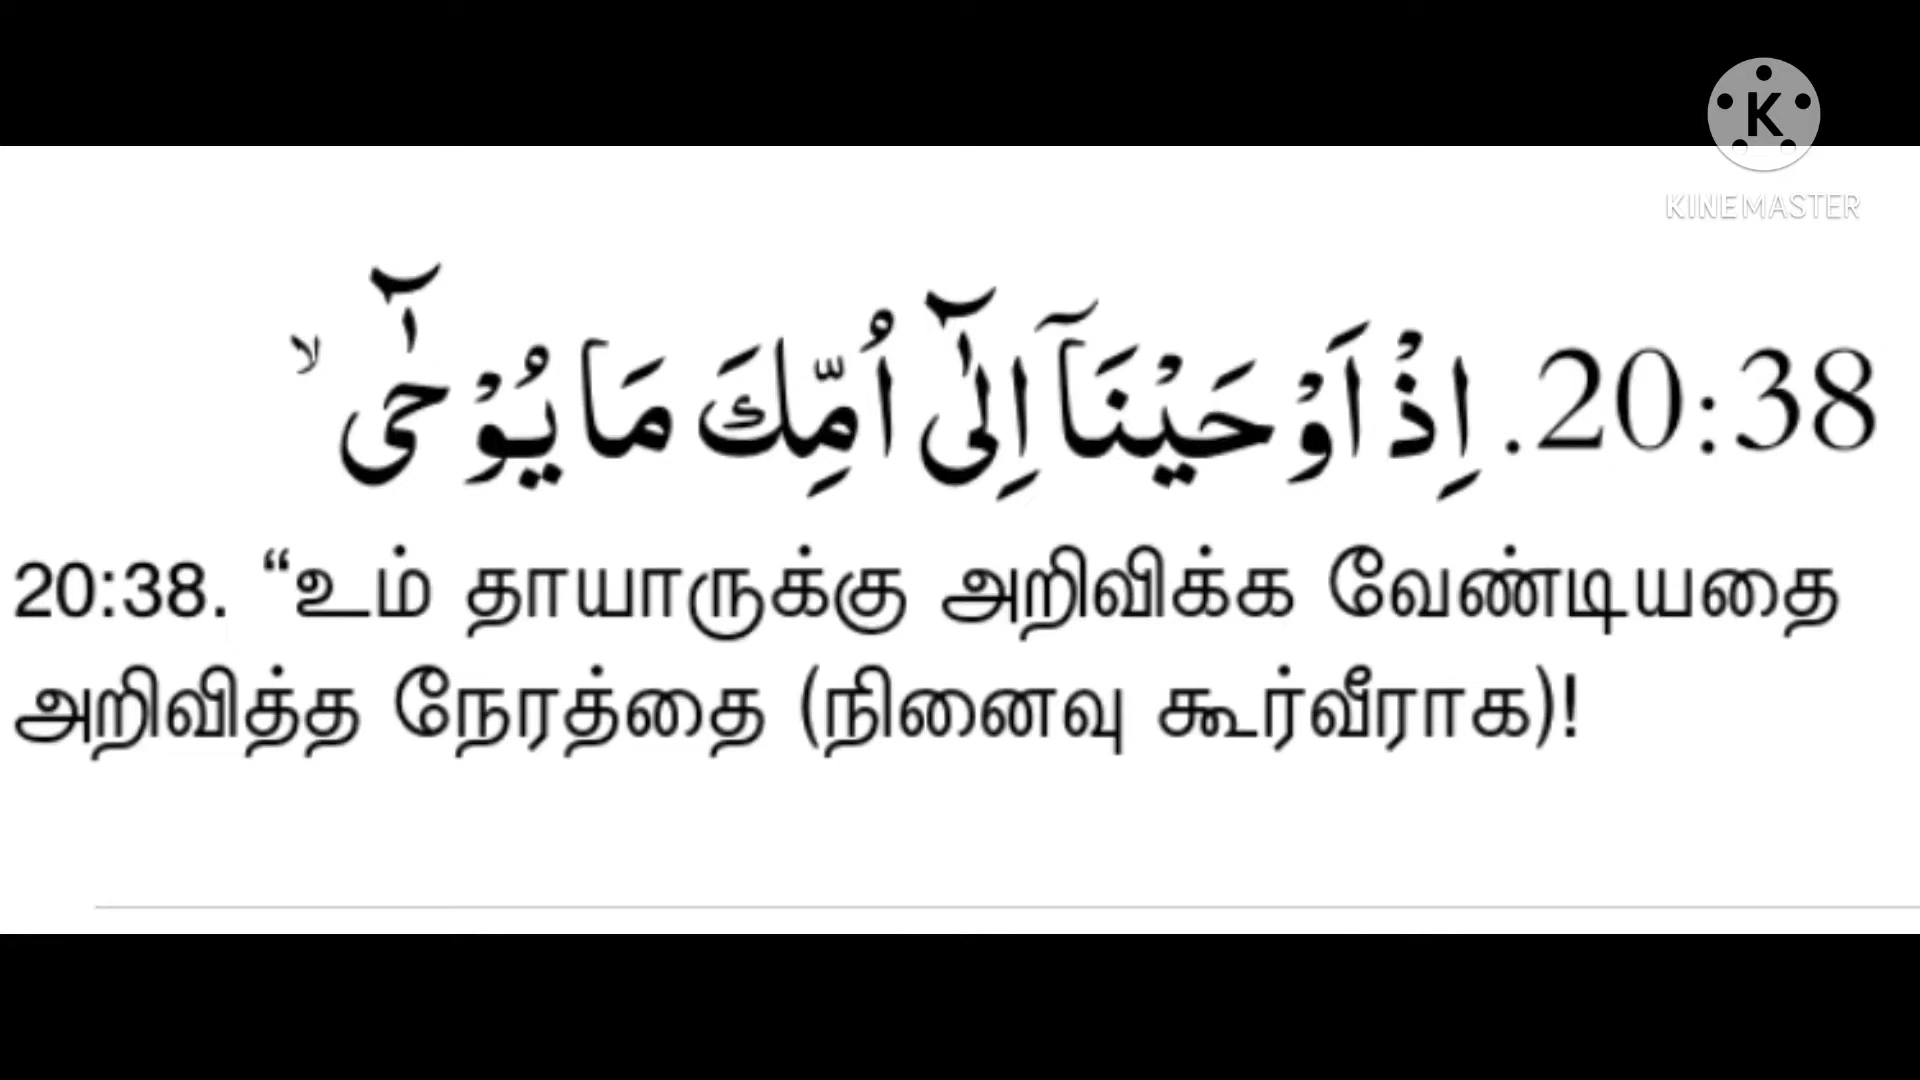 K
KINEMASTER
20:38. اِذْ اَوْحَيْنَآ اِلٰٓى اُمِّكَ مَا يُوْحٰٓى ۙ
20:38. “உம் தாயாருக்கு அறிவிக்க வேண்டியதை
அறிவித்த நேரத்தை (நினைவு கூர்வீராக)!